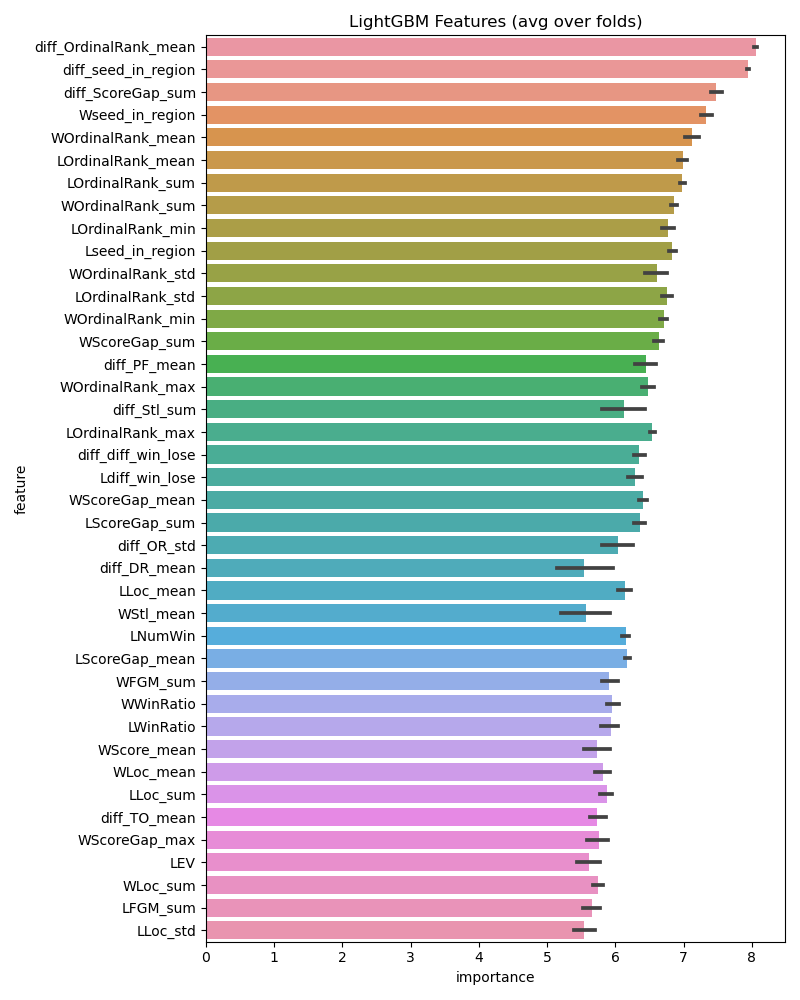 LightGBM Features (avg over folds)
diff_OrdinalRank_mean
diff_seed_in_region
diff_ScoreGap_sum
Wseed_in_region
WOrdinalRank_mean
LOrdinalRank_mean
LOrdinalRank_sum
WOrdinalRank_sum
LOrdinalRank_min
Lseed_in_region
WOrdinalRank_std
LOrdinalRank_std
WOrdinalRank_min
WScoreGap_sum
diff_PF_mean
WOrdinalRank_max
diff_Stl_sum
LOrdinalRank_max
diff_diff_win_lose
Ldiff_win_lose
WScoreGap_mean
LScoreGap_sum
diff_OR_std
diff_DR_mean
LLoc_mean
WStl_mean
LNumWin
LScoreGap_mean
WFGM_sum
WWinRatio
LWinRatio
WScore_mean
WLoc_mean
LLoc_sum
diff_TO_mean
WScoreGap_max
LEV
WLoc_sum
LFGM_sum
LLoc_std
feature
0 1 2 3 4 5 6 7 8
importance